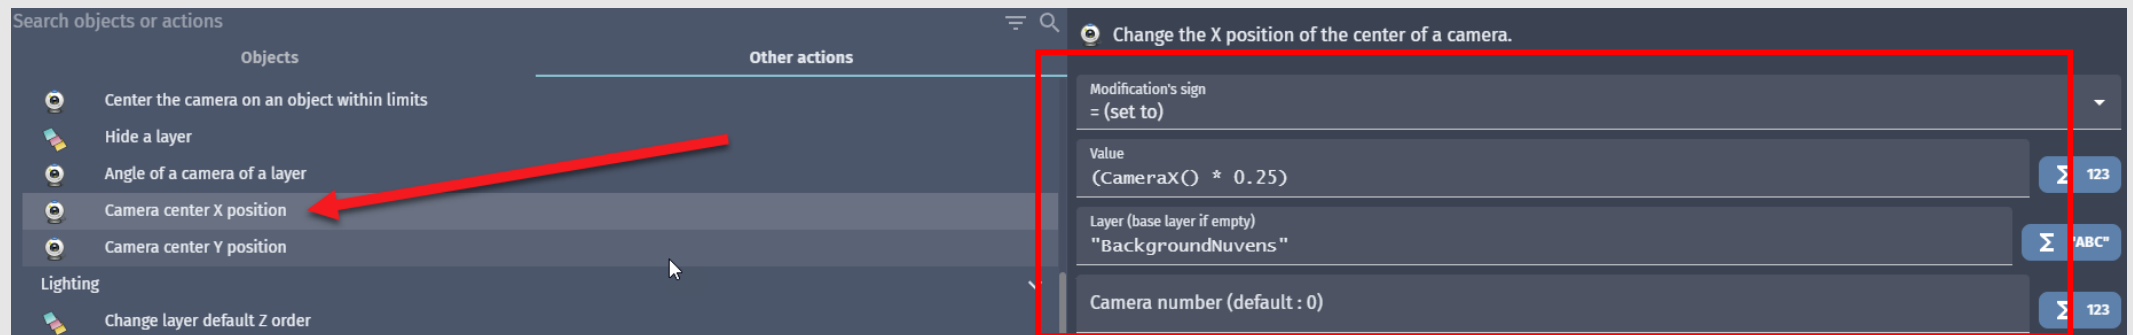 Search objects or actions
Objects
Other actions
Center the camera on an object within limits
Hide a layer
Angle of a camera of a layer
Camera center X position
Camera center Y position
Lighting
Change layer default Z order
Change the X position of the center of a camera.
Modification's sign
= (set to)
Value
(CameraX() * 0.25)
Σ 123
Layer (base layer if empty)
"BackgroundNuvens"
Σ "ABC"
Camera number (default : 0)
Σ 123